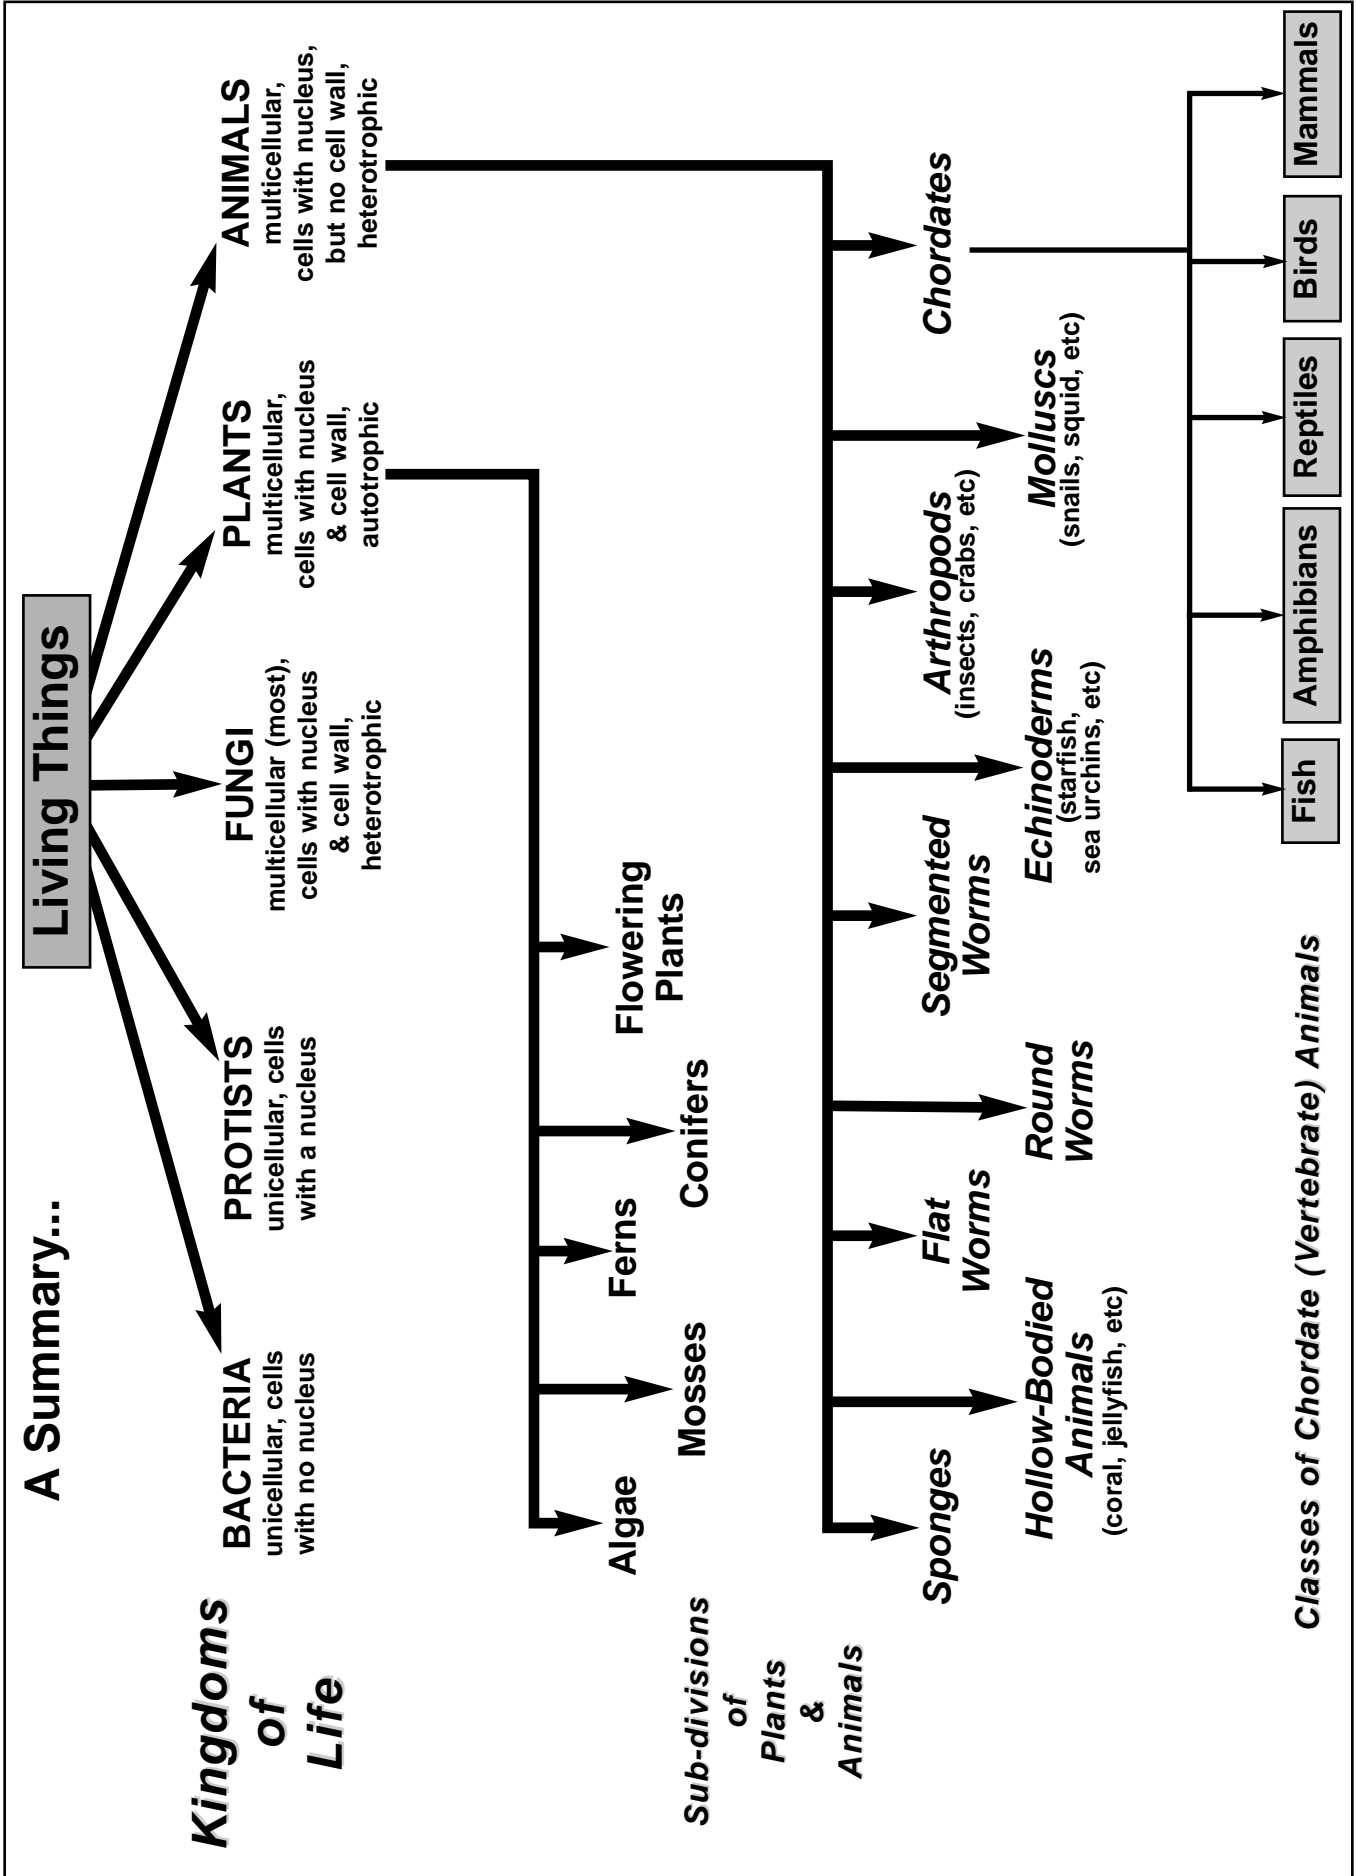 A Summary...
Living Things
Kingdoms
of
Life
BACTERIA
unicellular, cells
with no nucleus
PROTISTS
unicellular, cells
with a nucleus
FUNGI
multicellular (most),
cells with nucleus
& cell wall,
heterotrophic
PLANTS
multicellular,
cells with nucleus
& cell wall,
autotrophic
ANIMALS
multicellular,
cells with nucleus,
but no cell wall,
heterotrophic
Sub-divisions
of
Plants
&
Animals
Algae
Mosses
Ferns
Conifers
Flowering
Plants
Sponges
Hollow-Bodied
Animals
(coral, jellyfish, etc)
Flat
Worms
Round
Worms
Segmented
Worms
Echinoderms
(starfish,
sea urchins, etc)
Arthropods
(insects, crabs, etc)
Molluscs
(snails, squid, etc)
Chordates
Classes of Chordate (Vertebrate) Animals
Fish
Amphibians
Reptiles
Birds
Mammals